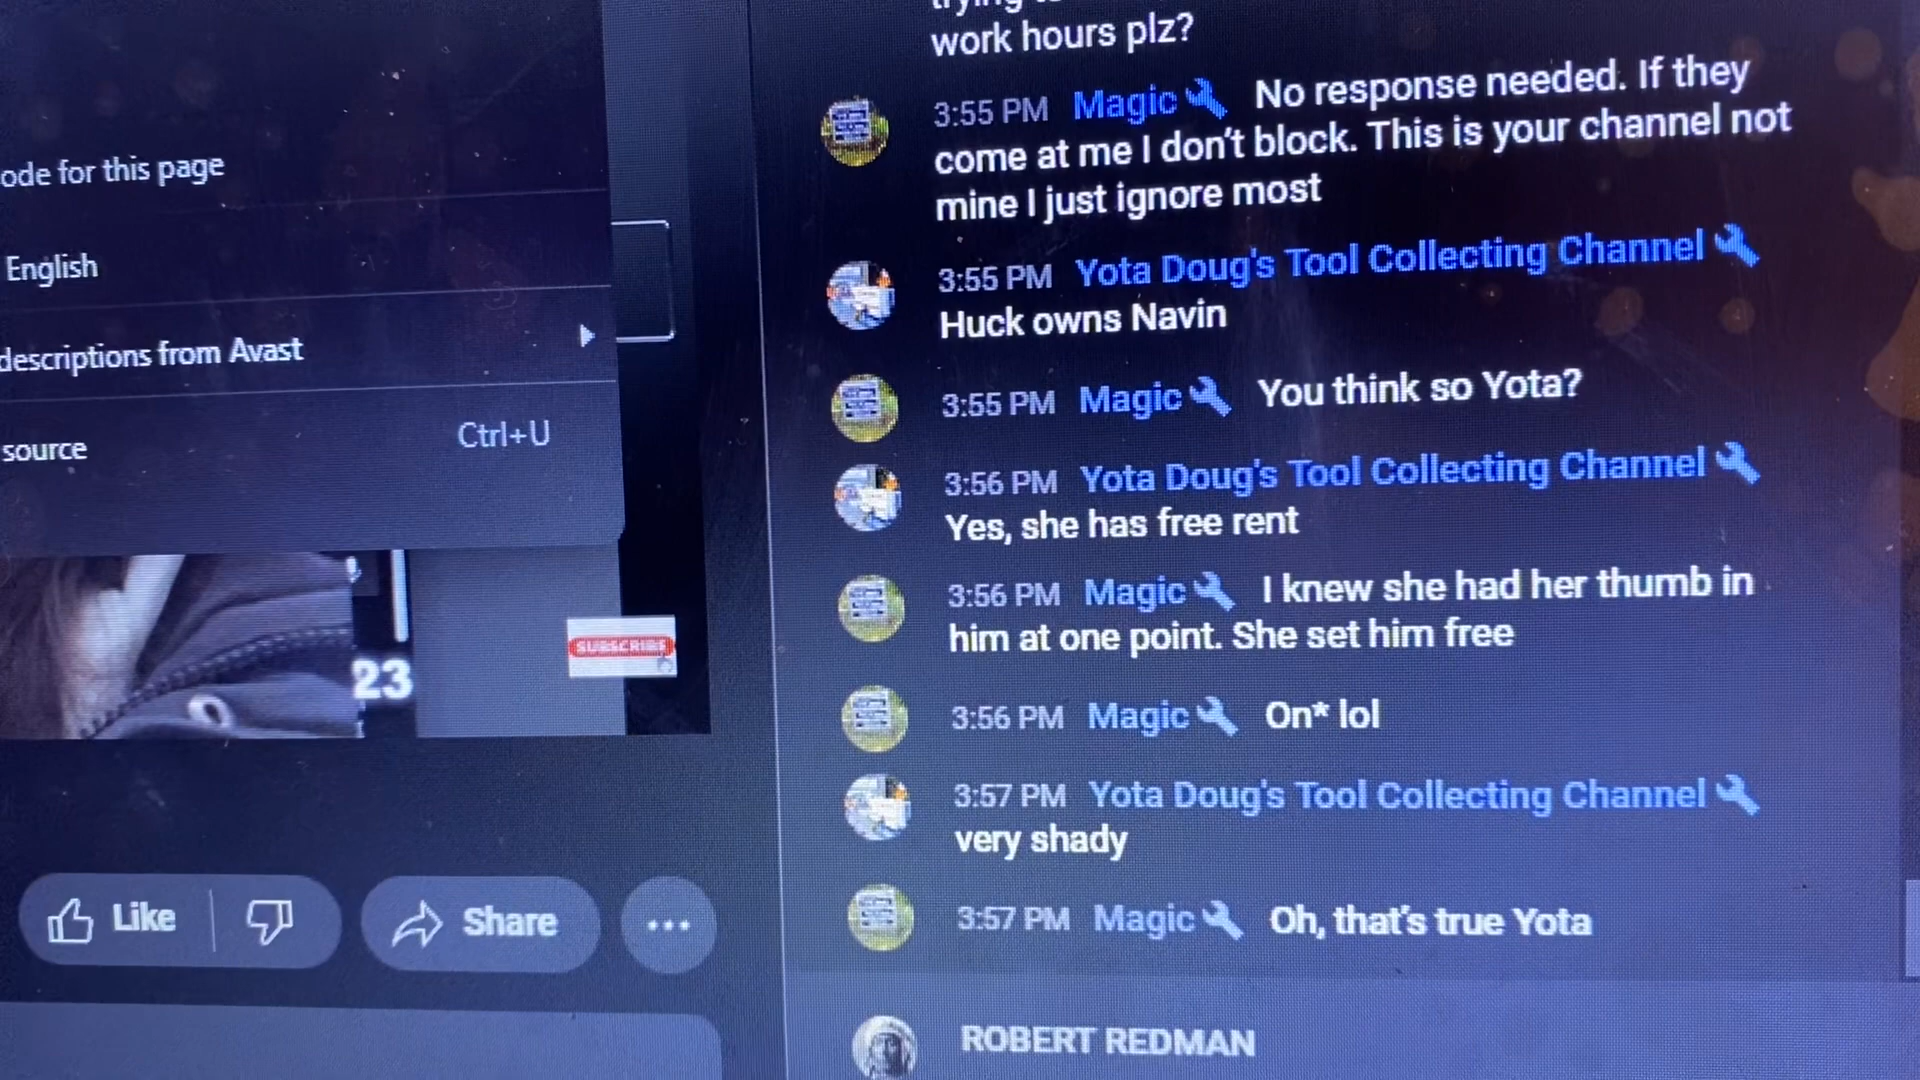 work hours plz?
3:55 PM Magic No response needed. If they
come at me I don't block. This is your channel not
mine I just ignore most
ode for this page
3:55 PM Yota Doug's Tool Collecting Channel
Huck owns Navin
English
descriptions from Avast
3:55 PM Magic You think so Yota?
source Ctrl+U
3:56 PM Yota Doug's Tool Collecting Channel
Yes, she has free rent
3:56 PM Magic I knew she had her thumb in
him at one point. She set him free
SUBSCRIBE
23
3:56 PM Magic On* lol
3:57 PM Yota Doug's Tool Collecting Channel
very shady
Like Share
3:57 PM Magic Oh, that's true Yota
ROBERT REDMAN